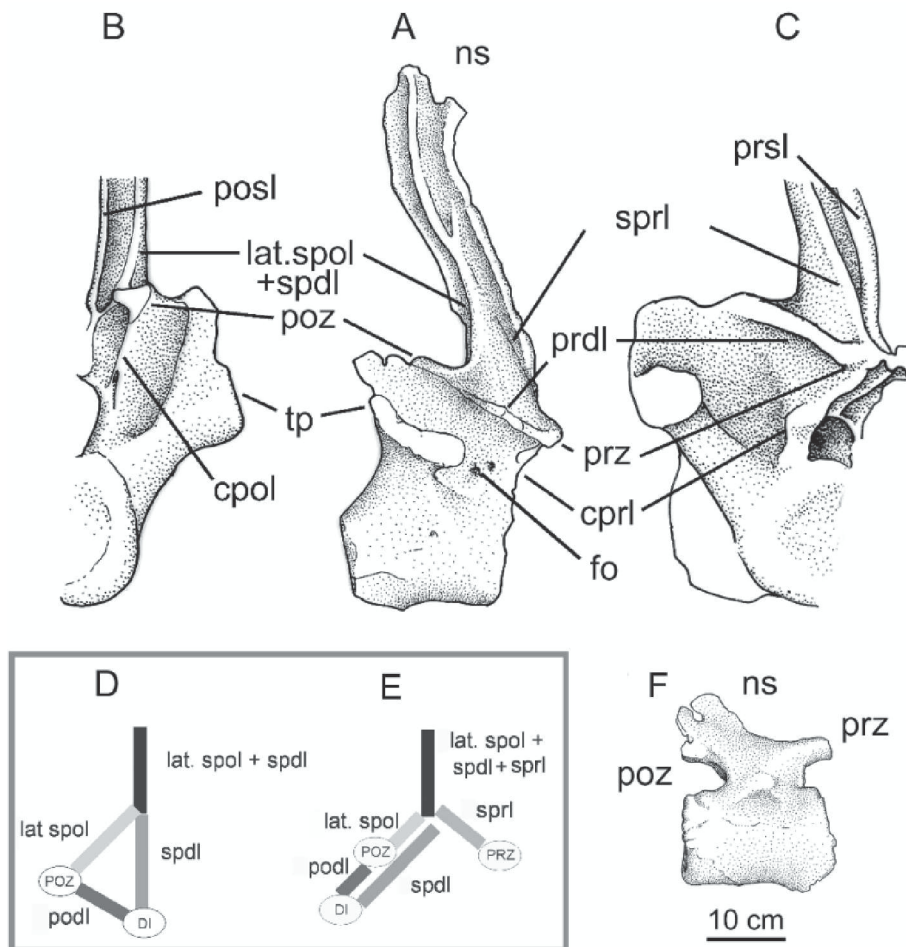 B
A
C
ns
posl
prsl
lat.spol
+spdl
sprl
poz
prdl
tp
prz
cpol
cprl
fo
D
E
lat. spol + spdl
lat spol
spdl
POZ
podl
DI
lat. spol +
spdl + sprl
lat. spol
sprl
POZ
PRZ
podl
spdl
DI
F
ns
prz
poz
10 cm